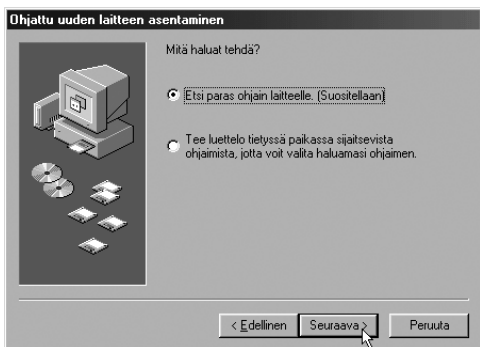 Ohjattu uuden laitteen asentaminen
Mitä haluat tehdä?
Etsi paras ohjain laitteelle. (Suositellaan)
Tee luettelo tietyssä paikassa sijaitsevista
ohjaimista, jotta voit valita haluamasi ohjaimen.
< Edellinen
Seuraava >
Peruuta